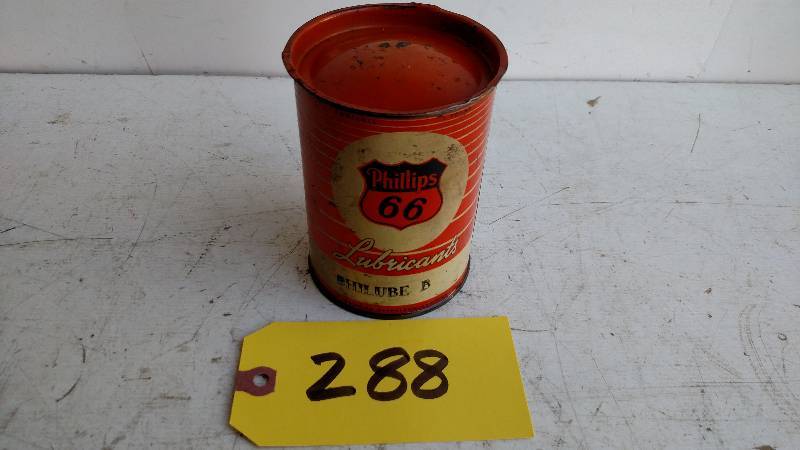 Phillips
66
Lubricants
PHILUBE B
288